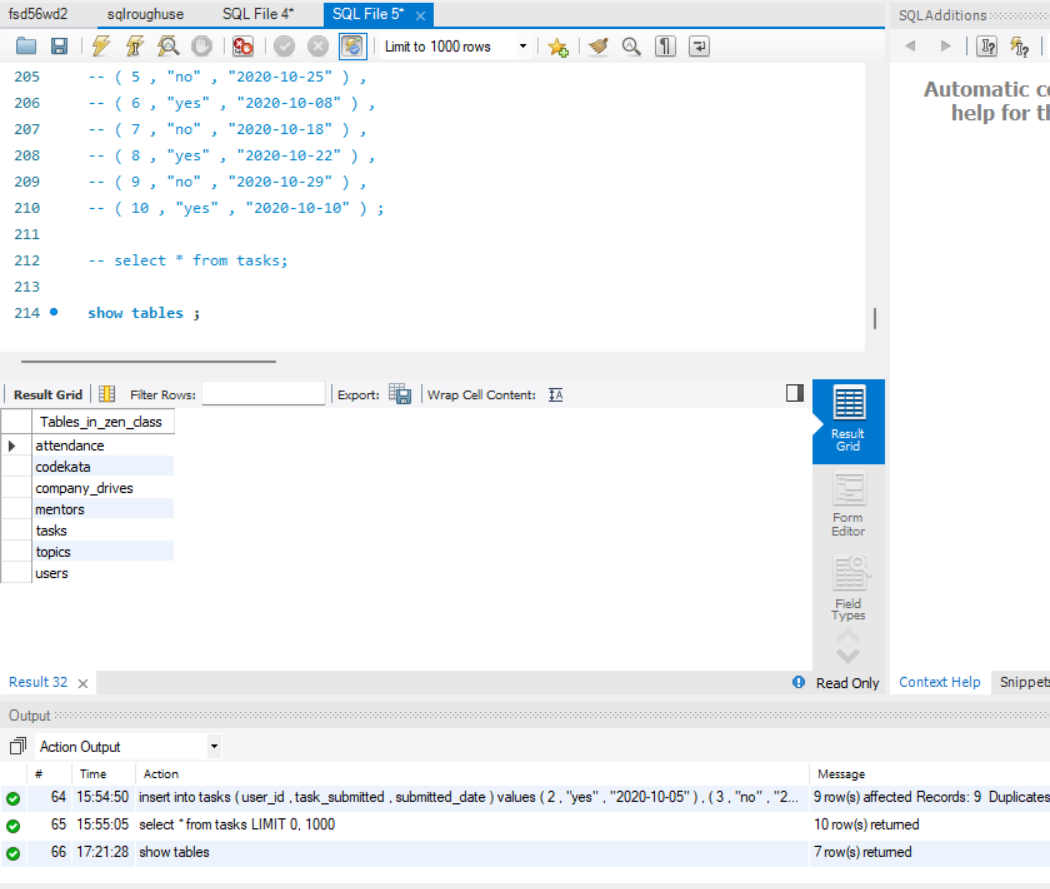 fsd56wd2 sqlroughuse SQL File 4* SQL File 5* SQLAdditions
Limit to 1000 rows
205 -- ( 5 , "no" , "2020-10-25" ) ,
206 -- ( 6 , "yes" , "2020-10-08" ) ,
207 -- ( 7 , "no" , "2020-10-18" ) ,
208 -- ( 8 , "yes" , "2020-10-22" ) ,
209 -- ( 9 , "no" , "2020-10-29" ) ,
210 -- ( 10 , "yes" , "2020-10-10" ) ;
211
212 -- select * from tasks;
213
214 show tables ;
Automatic c
help for t
Result Grid Filter Rows: Export: Wrap Cell Content:
Tables_in_zen_class
attendance
codekata
company_drives
mentors
tasks
topics
users
Result
Grid
Form
Editor
Field
Types
Result 32 Read Only Context Help Snippets
Output
Action Output
# Time Action Message
64 15:54:50 insert into tasks ( user_id , task_submitted , submitted_date ) values ( 2 , "yes" , "2020-10-05" ) , ( 3 , "no" , "2... 9 row(s) affected Records: 9 Duplicates
65 15:55:05 select * from tasks LIMIT 0, 1000 10 row(s) returned
66 17:21:28 show tables 7 row(s) returned